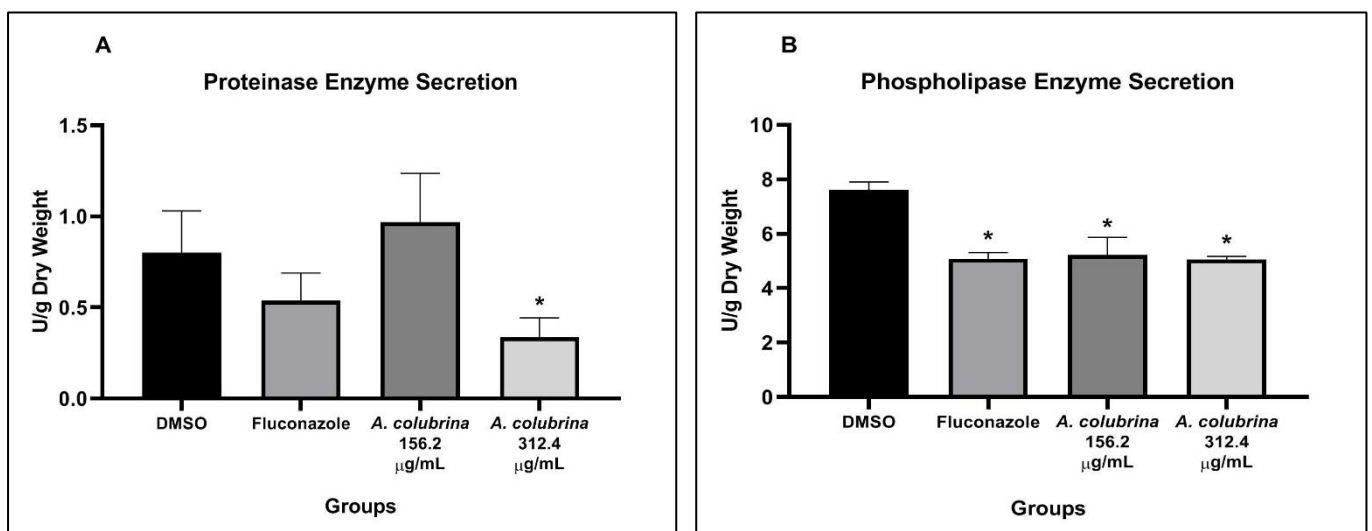 A
Proteinase Enzyme Secretion
U/g Dry Weight
1.5
1.0
0.5
0.0
*
DMSO
Fluconazole
A. colubrina
156.2
μg/mL
A. colubrina
312.4
μg/mL
Groups
B
Phospholipase Enzyme Secretion
U/g Dry Weight
10
8
6
4
2
0
*
*
*
DMSO
Fluconazole
A. colubrina
156.2
μg/mL
A. colubrina
312.4
μg/mL
Groups